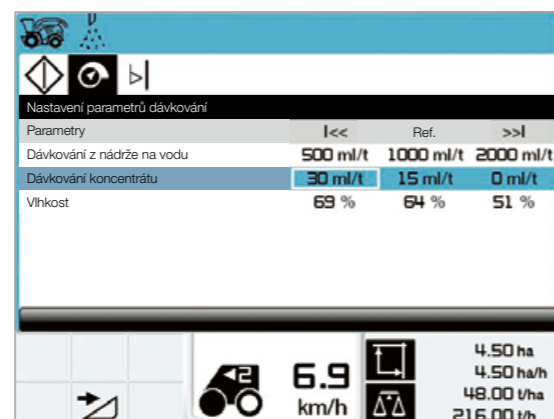 Nastavení parametrů dávkování
Parametry I<< Ref. >>I
Dávkování z nádrže na vodu 500 ml/t 1000 ml/t 2000 ml/t
Dávkování koncentrátu 30 ml/t 15 ml/t 0 ml/t
Vlhkost 69 % 64 % 51 %
2
6.9
km/h
4.50 ha
4.50 ha/h
48.00 t/ha
216.00 t/h